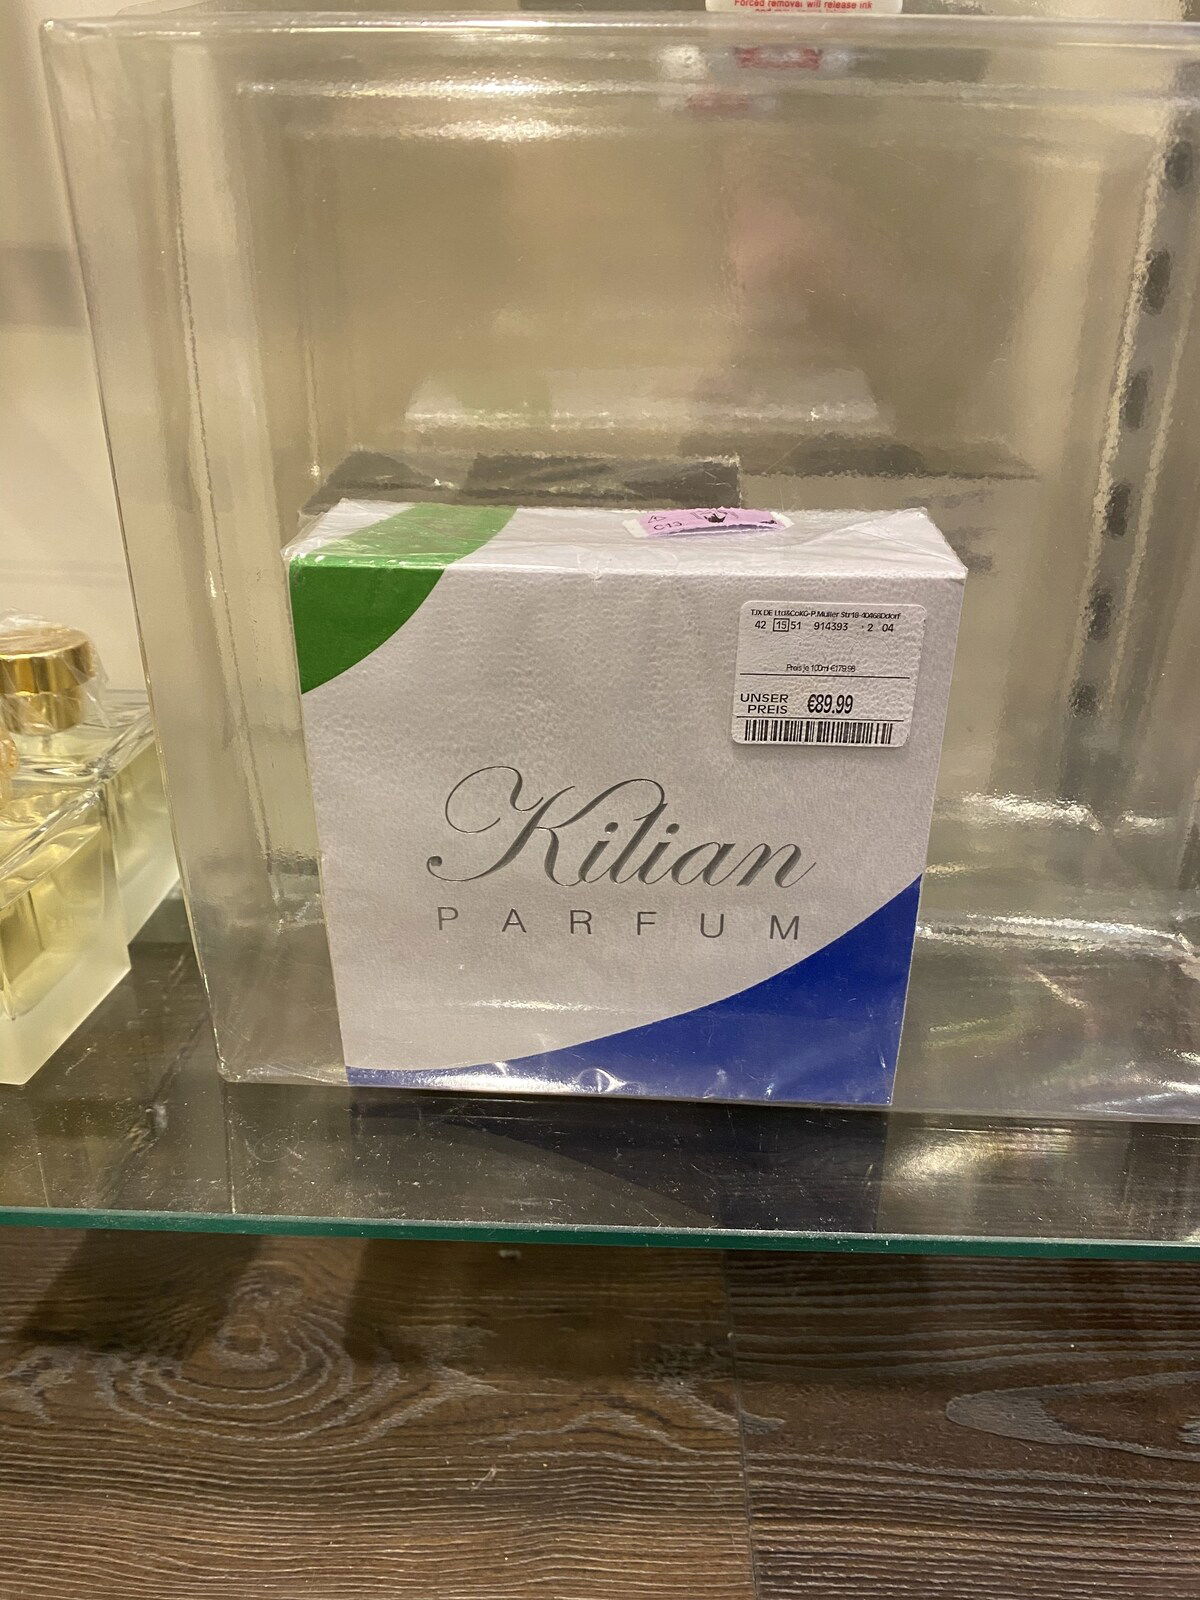 Forced removal will release ink
TJX DE Ltd&CoKG-P.Müller Str18-40468Ddorf
42 15 51 914393 2 04
Preis je 100ml €179.98
UNSER
PREIS €89.99
Kilian
PARFUM